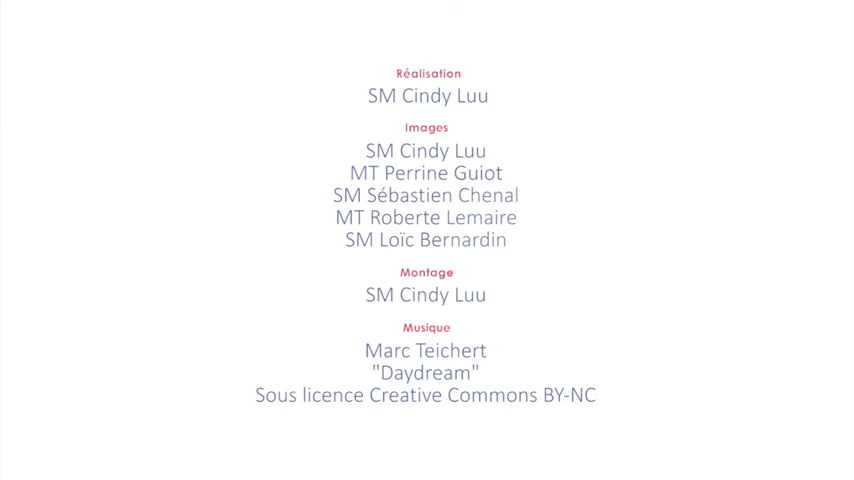 Réalisation
SM Cindy Luu
Images
SM Cindy Luu
MT Perrine Guiot
SM Sébastien Chenal
MT Roberte Lemaire
SM Loïc Bernardin
Montage
SM Cindy Luu
Musique
Marc Teichert
"Daydream"
Sous licence Creative Commons BY-NC